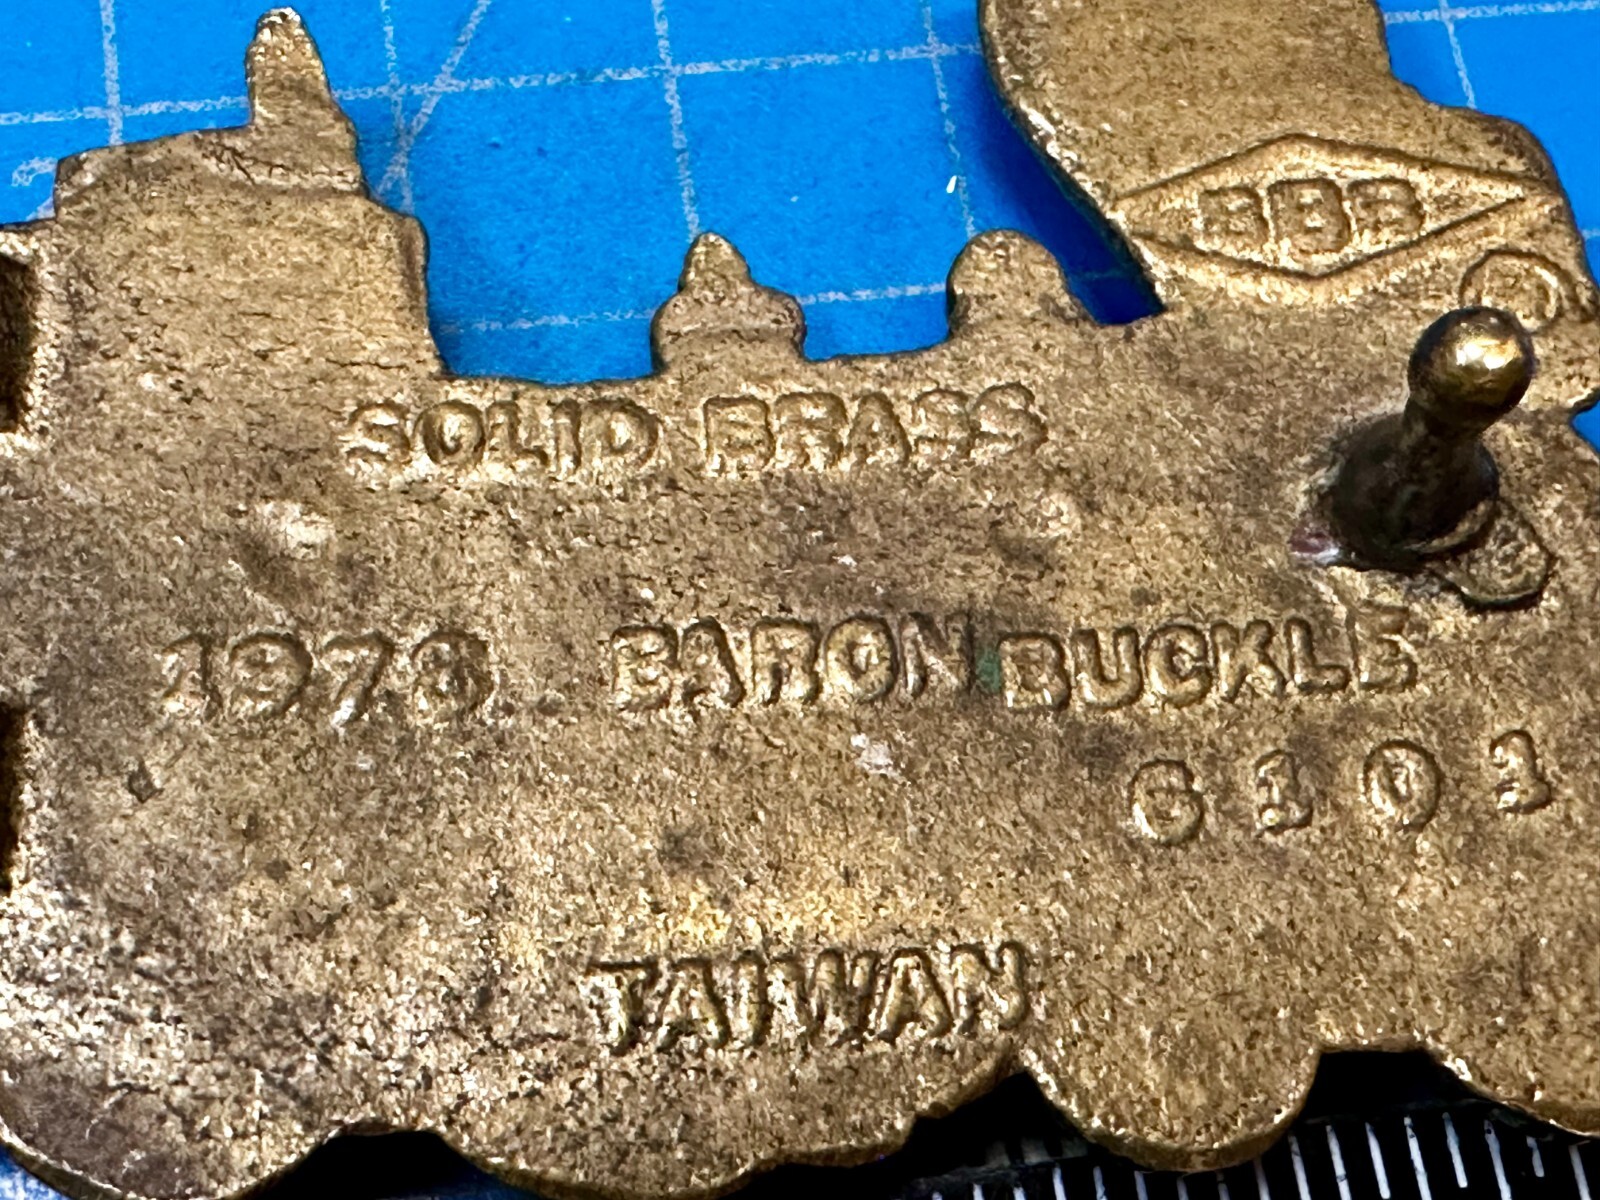 BBB
SOLID BRASS
1978 BARON BUCKLE
6101
TAIWAN